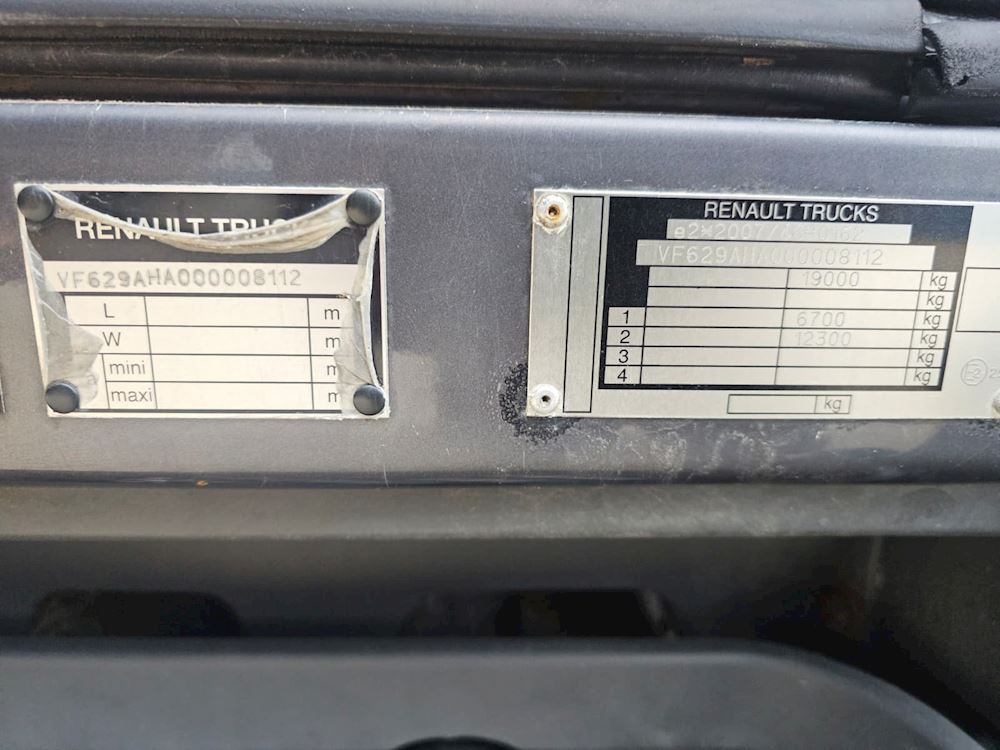 RENAULT TRUC
VF629AHA000008112
L m
W m
mini m
maxi m
RENAULT TRUCKS
VF629AHA000008112
19000 kg
kg
1 6700 kg
2 12300 kg
3 kg
4 kg
kg